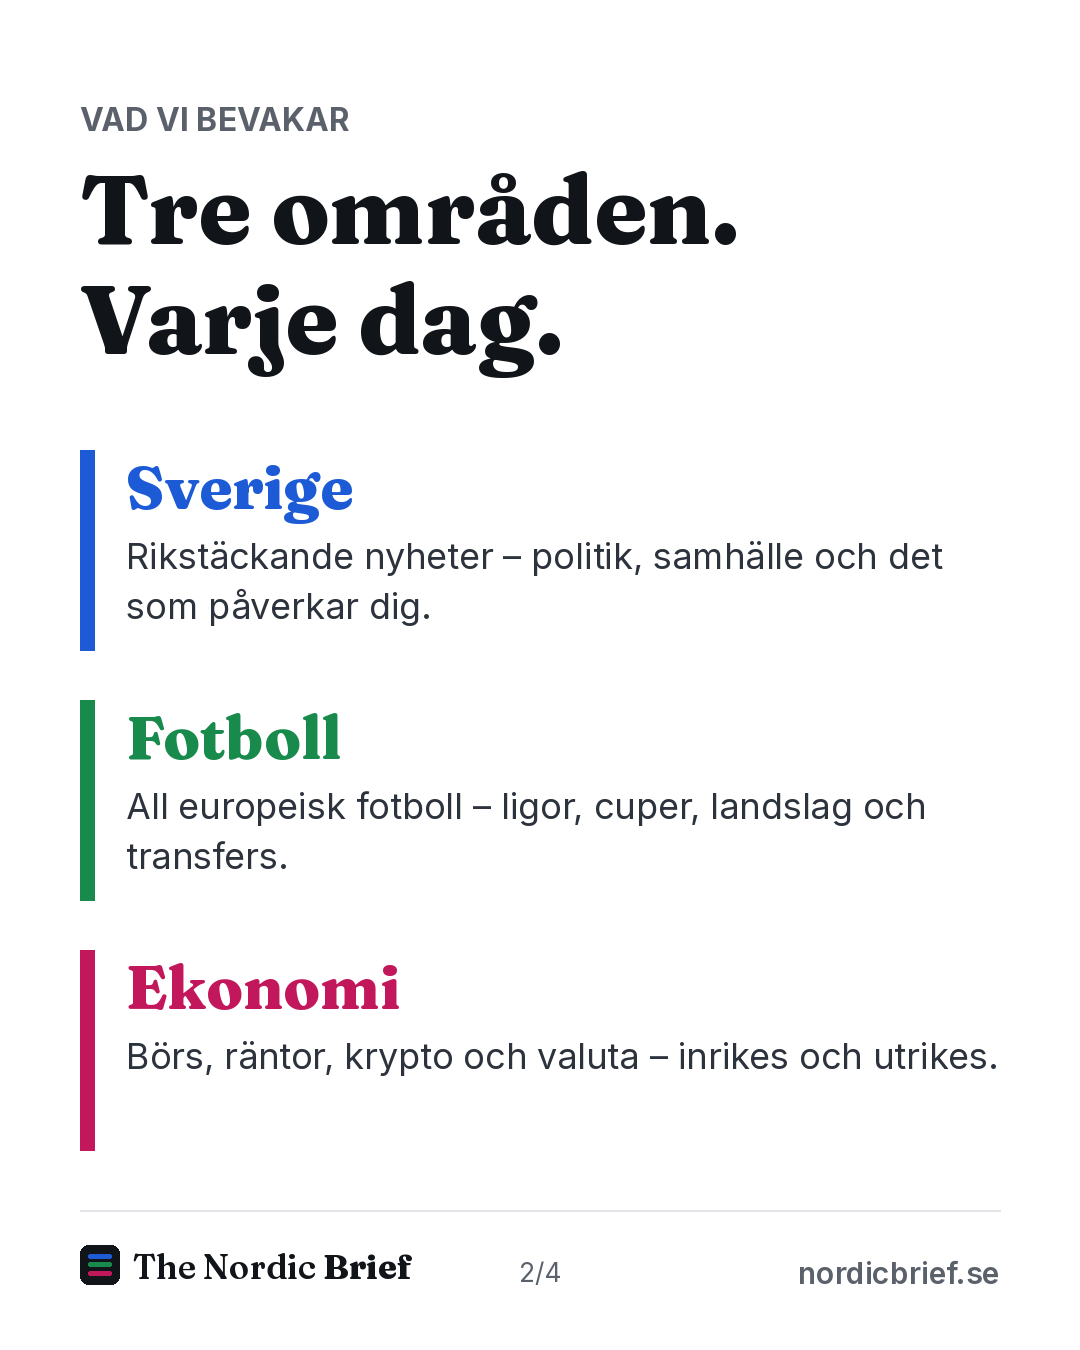 VAD VI BEVAKAR
Tre områden.
Varje dag.
Sverige
Rikstäckande nyheter – politik, samhälle och det
som påverkar dig.
Fotboll
All europeisk fotboll – ligor, cuper, landslag och
transfers.
Ekonomi
Börs, räntor, krypto och valuta – inrikes och utrikes.
The Nordic Brief
2/4
nordicbrief.se